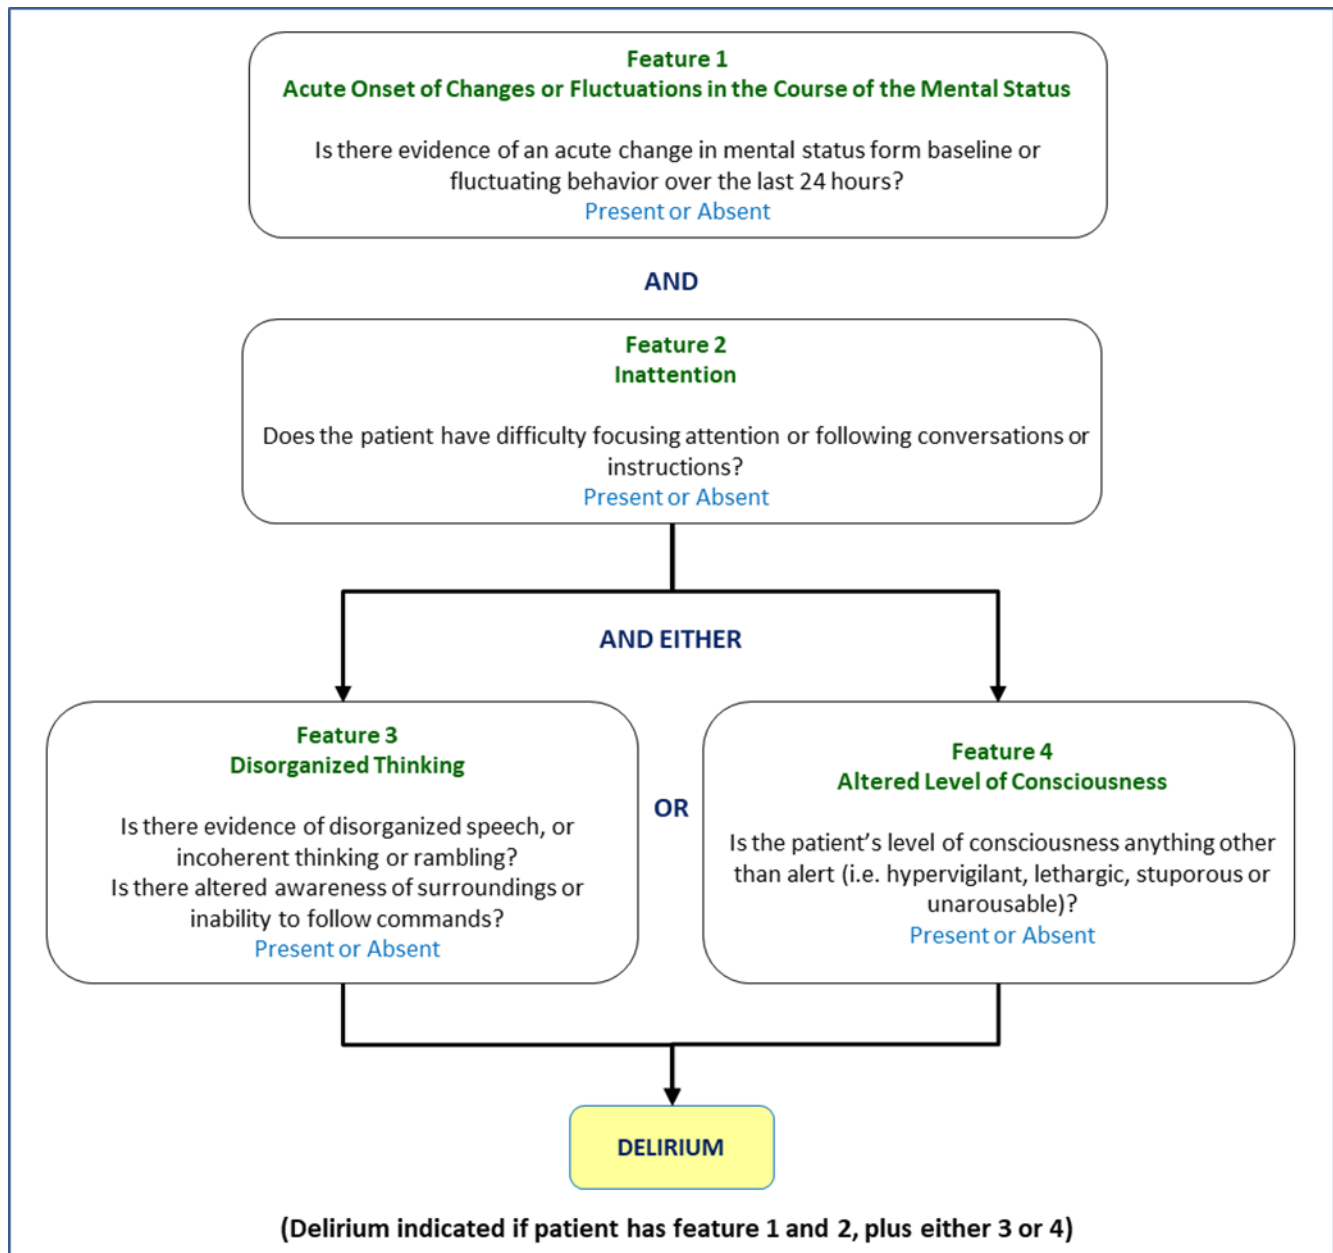 Feature 1
Acute Onset of Changes or Fluctuations in the Course of the Mental Status
Is there evidence of an acute change in mental status form baseline or
fluctuating behavior over the last 24 hours?
Present or Absent
AND
Feature 2
Inattention
Does the patient have difficulty focusing attention or following conversations or
instructions?
Present or Absent
AND EITHER
Feature 3
Disorganized Thinking
Is there evidence of disorganized speech, or
incoherent thinking or rambling?
Is there altered awareness of surroundings or
inability to follow commands?
Present or Absent
OR
Feature 4
Altered Level of Consciousness
Is the patient’s level of consciousness anything other
than alert (i.e. hypervigilant, lethargic, stuporous or
unarousable)?
Present or Absent
DELIRIUM
(Delirium indicated if patient has feature 1 and 2, plus either 3 or 4)